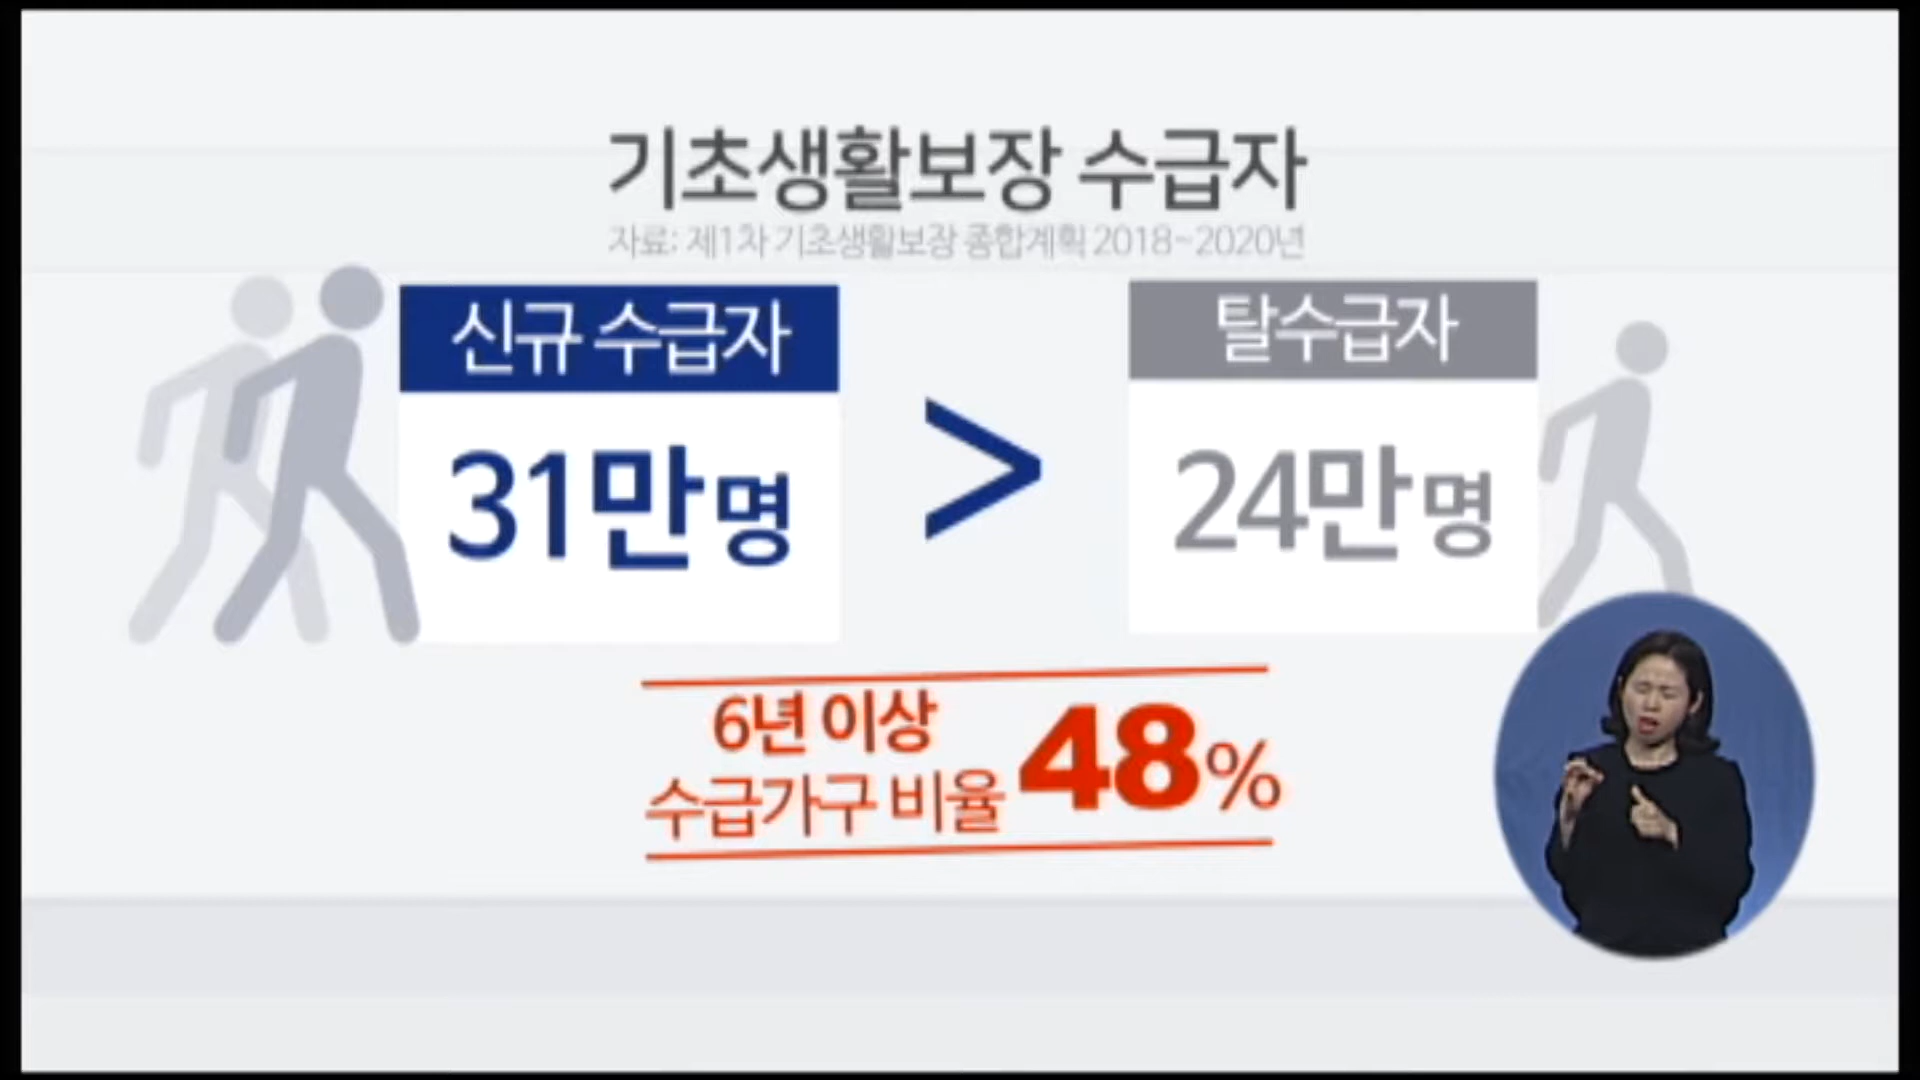 기초생활보장 수급자
자료: 제1차 기초생활보장 종합계획 2018~2020년
신규 수급자
31만 명
>
탈수급자
24만 명
6년 이상
수급가구 비율 48%